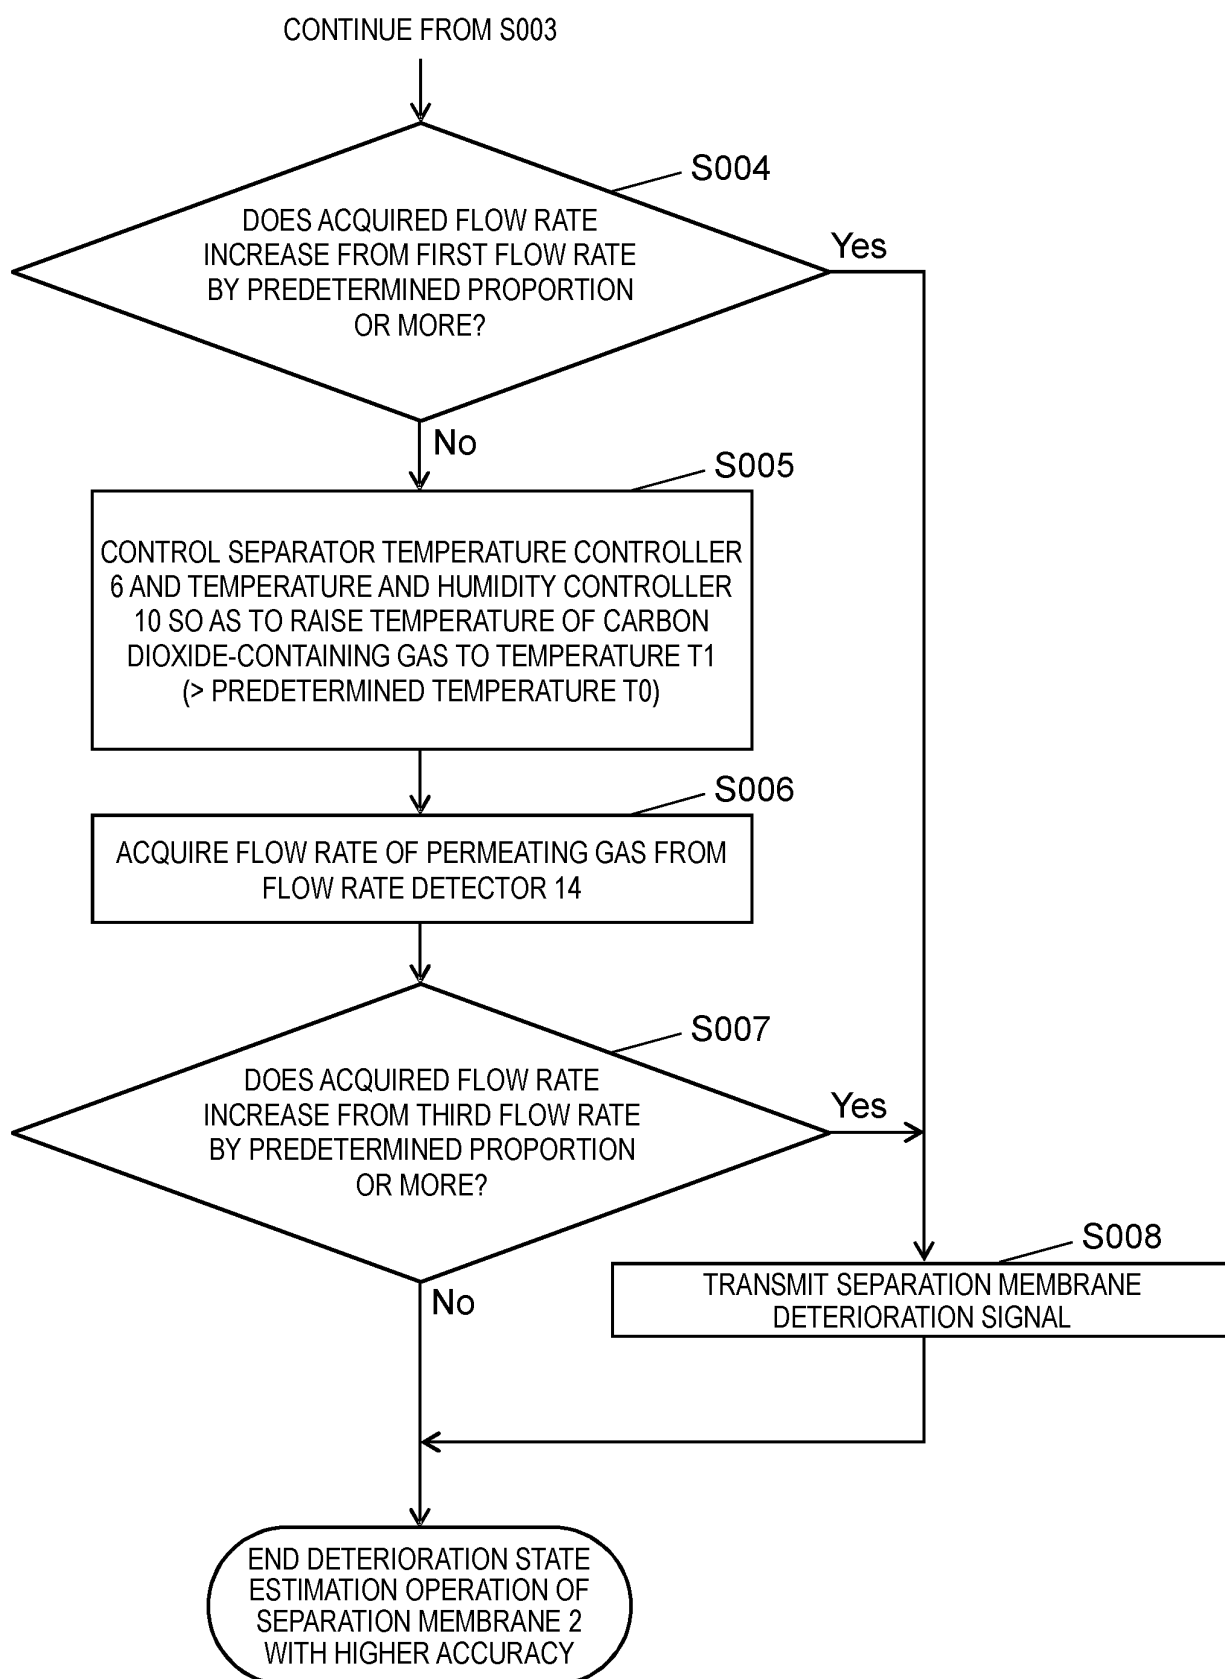 CONTINUE FROM S003
S004
DOES ACQUIRED FLOW RATE
INCREASE FROM FIRST FLOW RATE
BY PREDETERMINED PROPORTION
OR MORE?
Yes
No
S005
CONTROL SEPARATOR TEMPERATURE CONTROLLER
6 AND TEMPERATURE AND HUMIDITY CONTROLLER
10 SO AS TO RAISE TEMPERATURE OF CARBON
DIOXIDE-CONTAINING GAS TO TEMPERATURE T1
(> PREDETERMINED TEMPERATURE T0)
S006
ACQUIRE FLOW RATE OF PERMEATING GAS FROM
FLOW RATE DETECTOR 14
S007
DOES ACQUIRED FLOW RATE
INCREASE FROM THIRD FLOW RATE
BY PREDETERMINED PROPORTION
OR MORE?
Yes
No
S008
TRANSMIT SEPARATION MEMBRANE
DETERIORATION SIGNAL
END DETERIORATION STATE
ESTIMATION OPERATION OF
SEPARATION MEMBRANE 2
WITH HIGHER ACCURACY